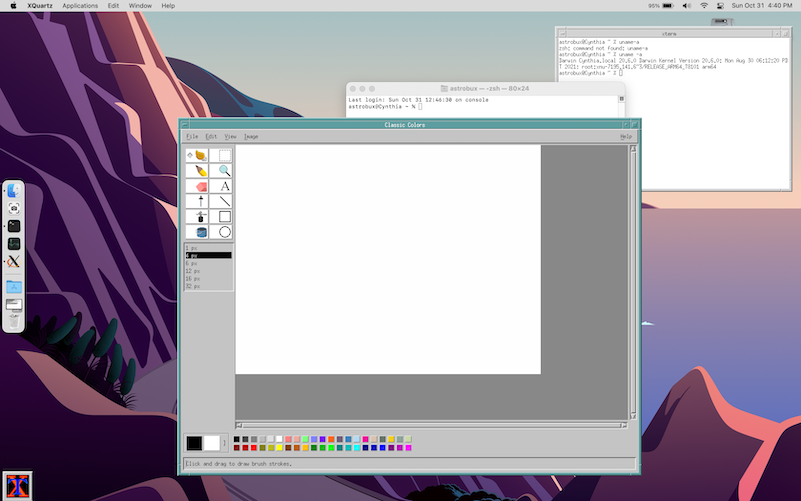 XQuartz Applications Edit Window Help
95% Sun Oct 31 4:40 PM
xterm
astrobux@Cynthia ~ % uname-a
zsh: command not found: uname-a
astrobux@Cynthia ~ % uname -a
Darwin Cynthia.local 20.6.0 Darwin Kernel Version 20.6.0: Mon Aug 30 06:12:20 PD
T 2021; root:xnu-7195.141.6~3/RELEASE_ARM64_T8101 arm64
astrobux@Cynthia ~ %
astrobux — -zsh — 80×24
Last login: Sun Oct 31 12:46:30 on console
astrobux@Cynthia ~ %
Classic Colors
File Edit View Image Help
A
1 px
4 px
6 px
12 px
16 px
32 px
Click and drag to draw brush strokes.